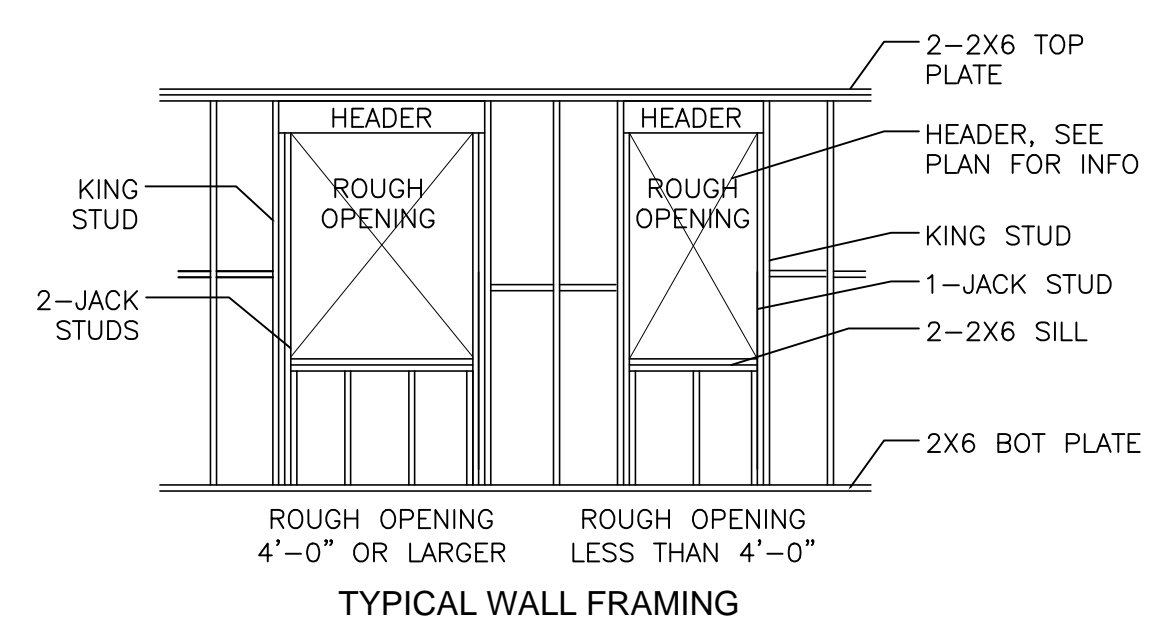 2-2X6 TOP
PLATE
HEADER
HEADER
HEADER, SEE
PLAN FOR INFO
KING
STUD
ROUGH
OPENING
ROUGH
OPENING
KING STUD
2-JACK
STUDS
1-JACK STUD
2-2X6 SILL
2X6 BOT PLATE
ROUGH OPENING
4'-0" OR LARGER
ROUGH OPENING
LESS THAN 4'-0"
TYPICAL WALL FRAMING